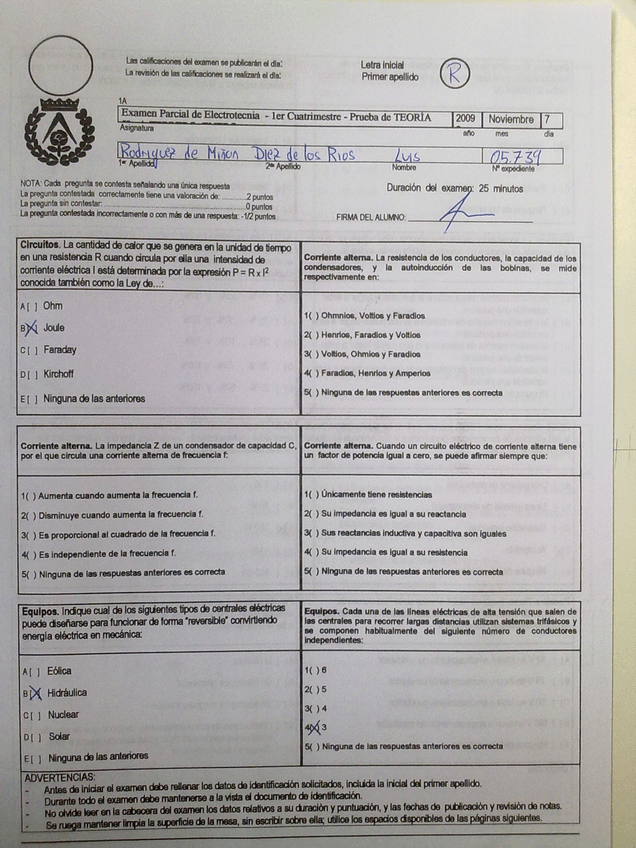 Las calificaciones del examen se publicarán el día:
La revisión de las calificaciones se realizará el día:
Letra inicial
Primer apellido
R
1A
Examen Parcial de Electrotecnia - 1er Cuatrimestre - Prueba de TEORÍA
2009 Noviembre 7
Asignatura
año mes dia
Rodriguez de Miñon Diez de los Rios Luis 05.739
1er Apellido 2º Apellido Nombre Nº expediente
NOTA: Cada pregunta se contesta señalando una única respuesta
La pregunta contestada correctamente tiene una valoración de: ............2 puntos
La pregunta sin contestar: ............0 puntos
La pregunta contestada incorrectamente o con más de una respuesta: -1/2 puntos
Duración del examen: 25 minutos
FIRMA DEL ALUMNO:
Circuitos. La cantidad de calor que se genera en la unidad de tiempo
en una resistencia R cuando circula por ella una intensidad de
corriente eléctrica I está determinada por la expresión P = R x I²
conocida también como la Ley de...:
A [ ] Ohm
B [X] Joule
C [ ] Faraday
D [ ] Kirchoff
E [ ] Ninguna de las anteriores
Corriente alterna. La resistencia de los conductores, la capacidad de los
condensadores, y la autoinducción de las bobinas, se mide
respectivamente en:
1( ) Ohmnios, Voltios y Faradios
2( ) Henrios, Faradios y Voltios
3( ) Voltios, Ohmios y Faradios
4( ) Faradios, Henrios y Amperios
5( ) Ninguna de las respuestas anteriores es correcta
Corriente alterna. La impedancia Z de un condensador de capacidad C,
por el que circula una corriente alterna de frecuencia f:
1( ) Aumenta cuando aumenta la frecuencia f.
2( ) Disminuye cuando aumenta la frecuencia f.
3( ) Es proporcional al cuadrado de la frecuencia f.
4( ) Es independiente de la frecuencia f.
5( ) Ninguna de las respuestas anteriores es correcta
Corriente alterna. Cuando un circuito eléctrico de corriente alterna tiene
un factor de potencia igual a cero, se puede afirmar siempre que:
1( ) Únicamente tiene resistencias
2( ) Su impedancia es igual a su reactancia
3( ) Sus reactancias inductiva y capacitiva son iguales
4( ) Su impedancia es igual a su resistencia
5( ) Ninguna de las respuestas anteriores es correcta
Equipos. Indique cual de los siguientes tipos de centrales eléctricas
puede diseñarse para funcionar de forma "reversible" convirtiendo
energía eléctrica en mecánica:
A [ ] Eólica
B [X] Hidráulica
C [ ] Nuclear
D [ ] Solar
E [ ] Ninguna de las anteriores
Equipos. Cada una de las líneas eléctricas de alta tensión que salen de
las centrales para recorrer largas distancias utilizan sistemas trifásicos y
se componen habitualmente del siguiente número de conductores
independientes:
1( ) 6
2( ) 5
3( ) 4
4(X) 3
5( ) Ninguna de las respuestas anteriores es correcta
ADVERTENCIAS:
- Antes de iniciar el examen debe rellenar los datos de identificación solicitados, incluida la inicial del primer apellido.
- Durante todo el examen debe mantenerse a la vista el documento de identificación.
- No olvide leer en la cabecera del examen los datos relativos a su duración y puntuación, y las fechas de publicación y revisión de notas.
- Se ruega mantener limpia la superficie de la mesa, sin escribir sobre ella; utilice los espacios disponibles de las páginas siguientes.